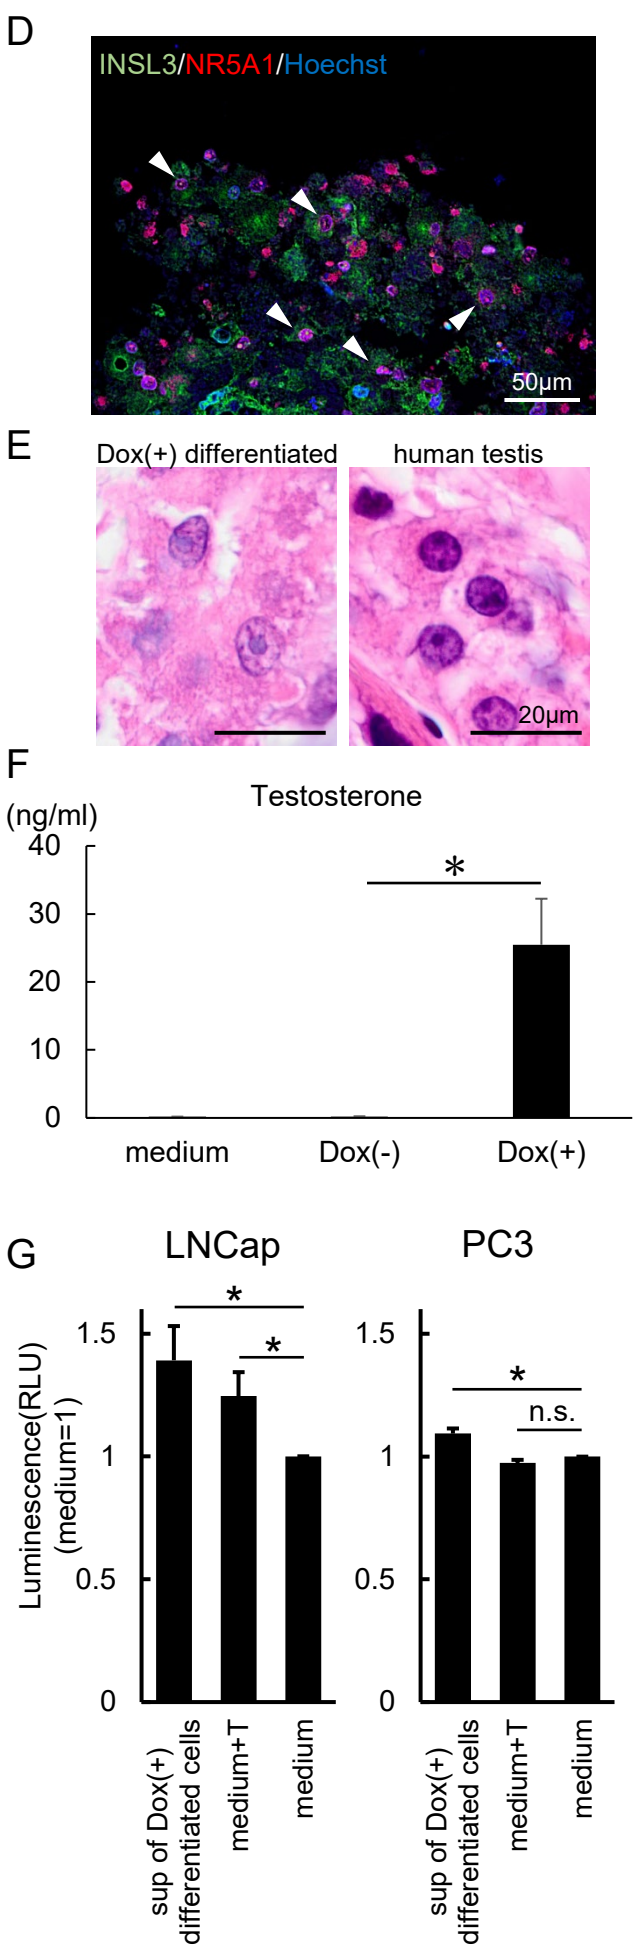 D
INSL3/NR5A1/Hoechst
50μm
E
Dox(+) differentiated
human testis
20μm
F
Testosterone
(ng/ml)
40
30
20
10
0
*
medium
Dox(-)
Dox(+)
G
LNCap
PC3
Luminescence(RLU)
(medium=1)
1.5
1
0.5
0
*
*
sup of Dox(+)
differentiated cells
medium+T
medium
1.5
1
0.5
0
*
n.s.
sup of Dox(+)
differentiated cells
medium+T
medium